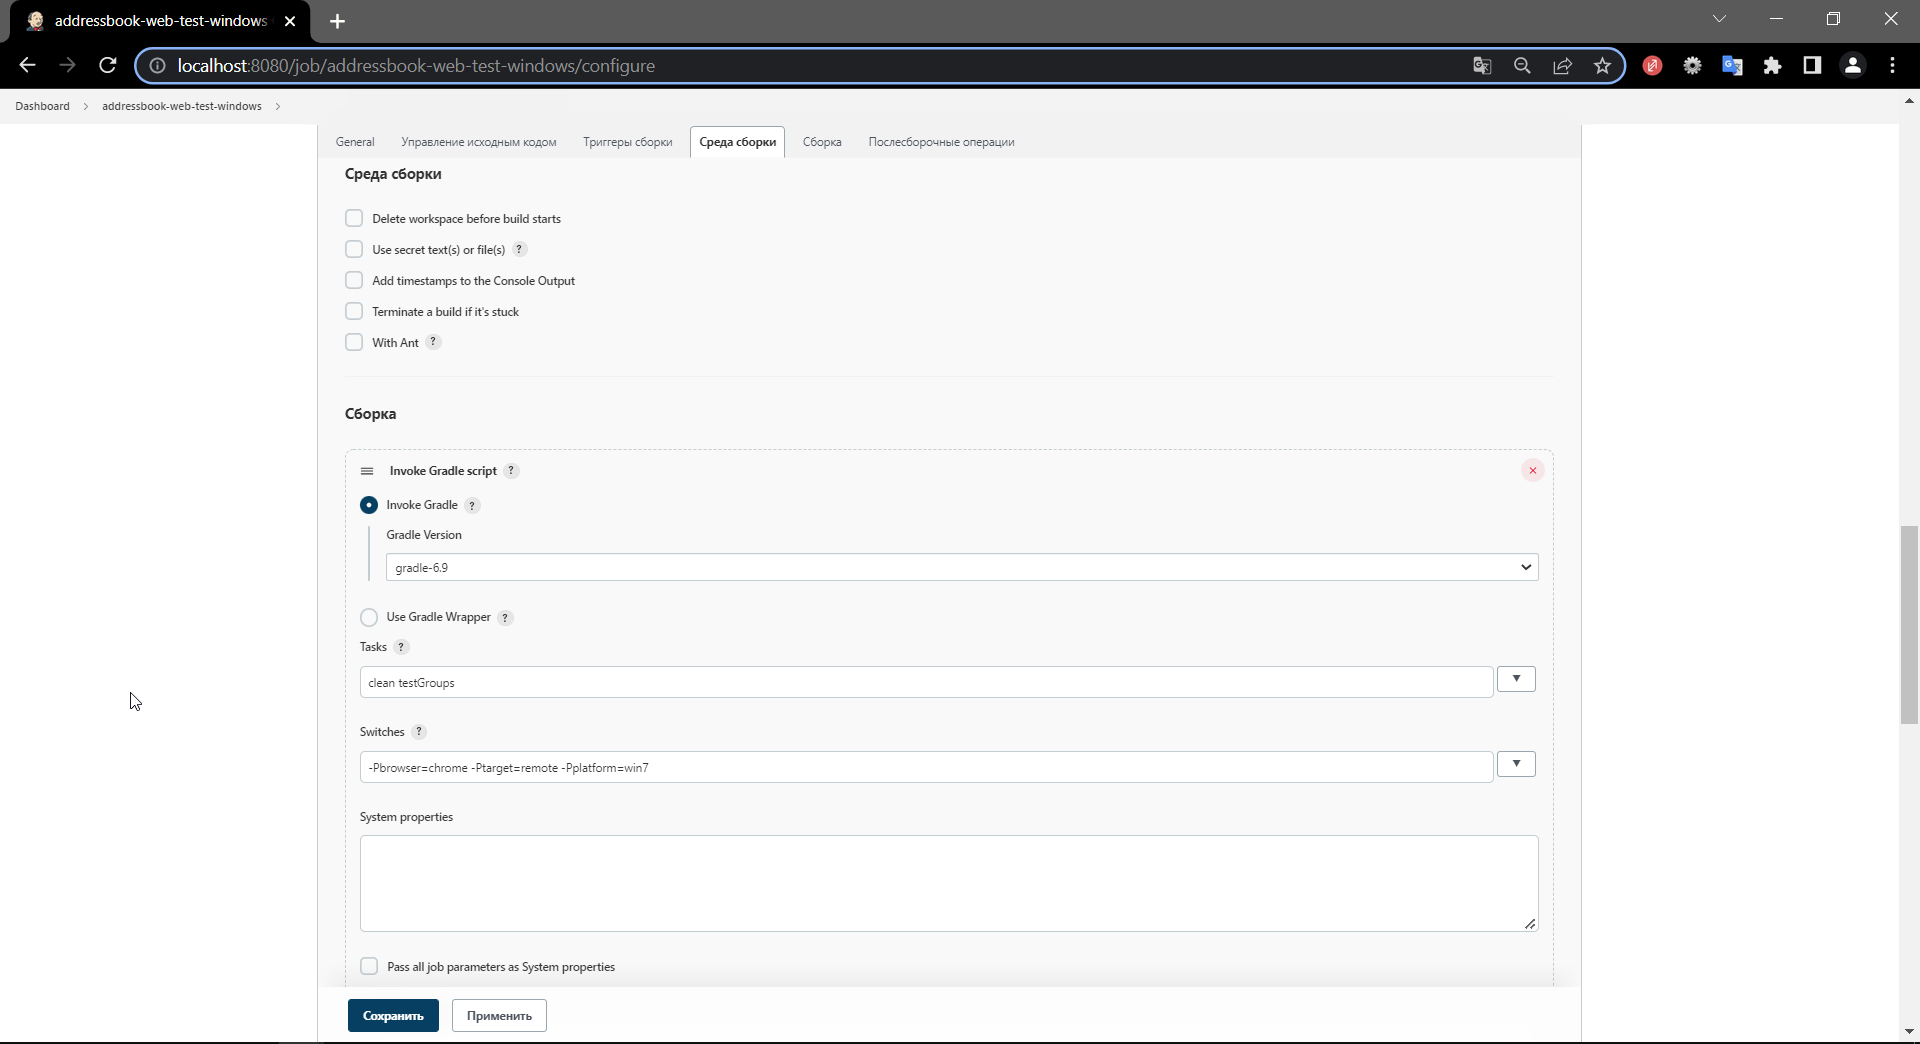 addressbook-web-test-windows
localhost:8080/job/addressbook-web-test-windows/configure
Dashboard addressbook-web-test-windows
General Управление исходным кодом Триггеры сборки Среда сборки Сборка Послесборочные операции
Среда сборки
Delete workspace before build starts
Use secret text(s) or file(s) ?
Add timestamps to the Console Output
Terminate a build if it's stuck
With Ant ?
Сборка
Invoke Gradle script ?
Invoke Gradle ?
Gradle Version
gradle-6.9
Use Gradle Wrapper ?
Tasks ?
clean testGroups
Switches ?
-Pbrowser=chrome -Ptarget=remote -Pplatform=win7
System properties
Pass all job parameters as System properties
Сохранить Применить